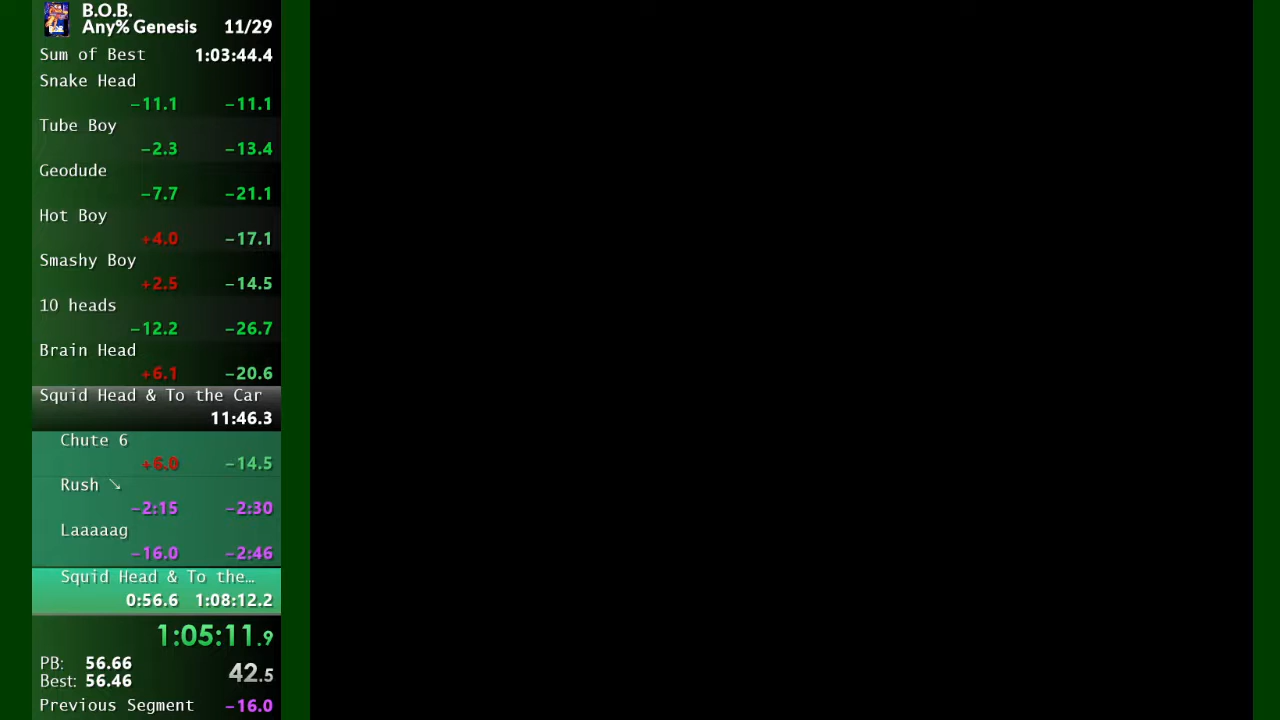 B.O.B.
Any% Genesis 11/29
Sum of Best 1:03:44.4
Snake Head
-11.1 -11.1
Tube Boy
-2.3 -13.4
Geodude
-7.7 -21.1
Hot Boy
+4.0 -17.1
Smashy Boy
+2.5 -14.5
10 heads
-12.2 -26.7
Brain Head
+6.1 -20.6
Squid Head & To the Car
11:46.3
Chute 6
+6.0 -14.5
Rush ↘
-2:15 -2:30
Laaaaag
-16.0 -2:46
Squid Head & To the…
0:56.6 1:08:12.2
1:05:11.9
PB: 56.66
Best: 56.46
42.5
Previous Segment -16.0